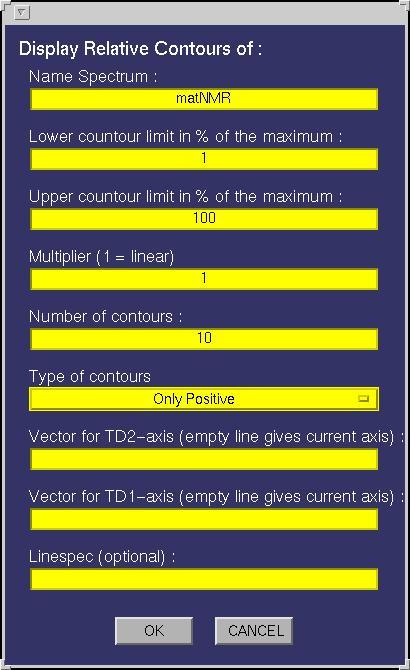 Display Relative Contours of :
Name Spectrum :
matNMR
Lower countour limit in % of the maximum :
1
Upper countour limit in % of the maximum :
100
Multiplier (1 = linear)
1
Number of contours :
10
Type of contours
Only Positive
Vector for TD2-axis (empty line gives current axis) :
Vector for TD1-axis (empty line gives current axis) :
Linespec (optional) :
OK
CANCEL